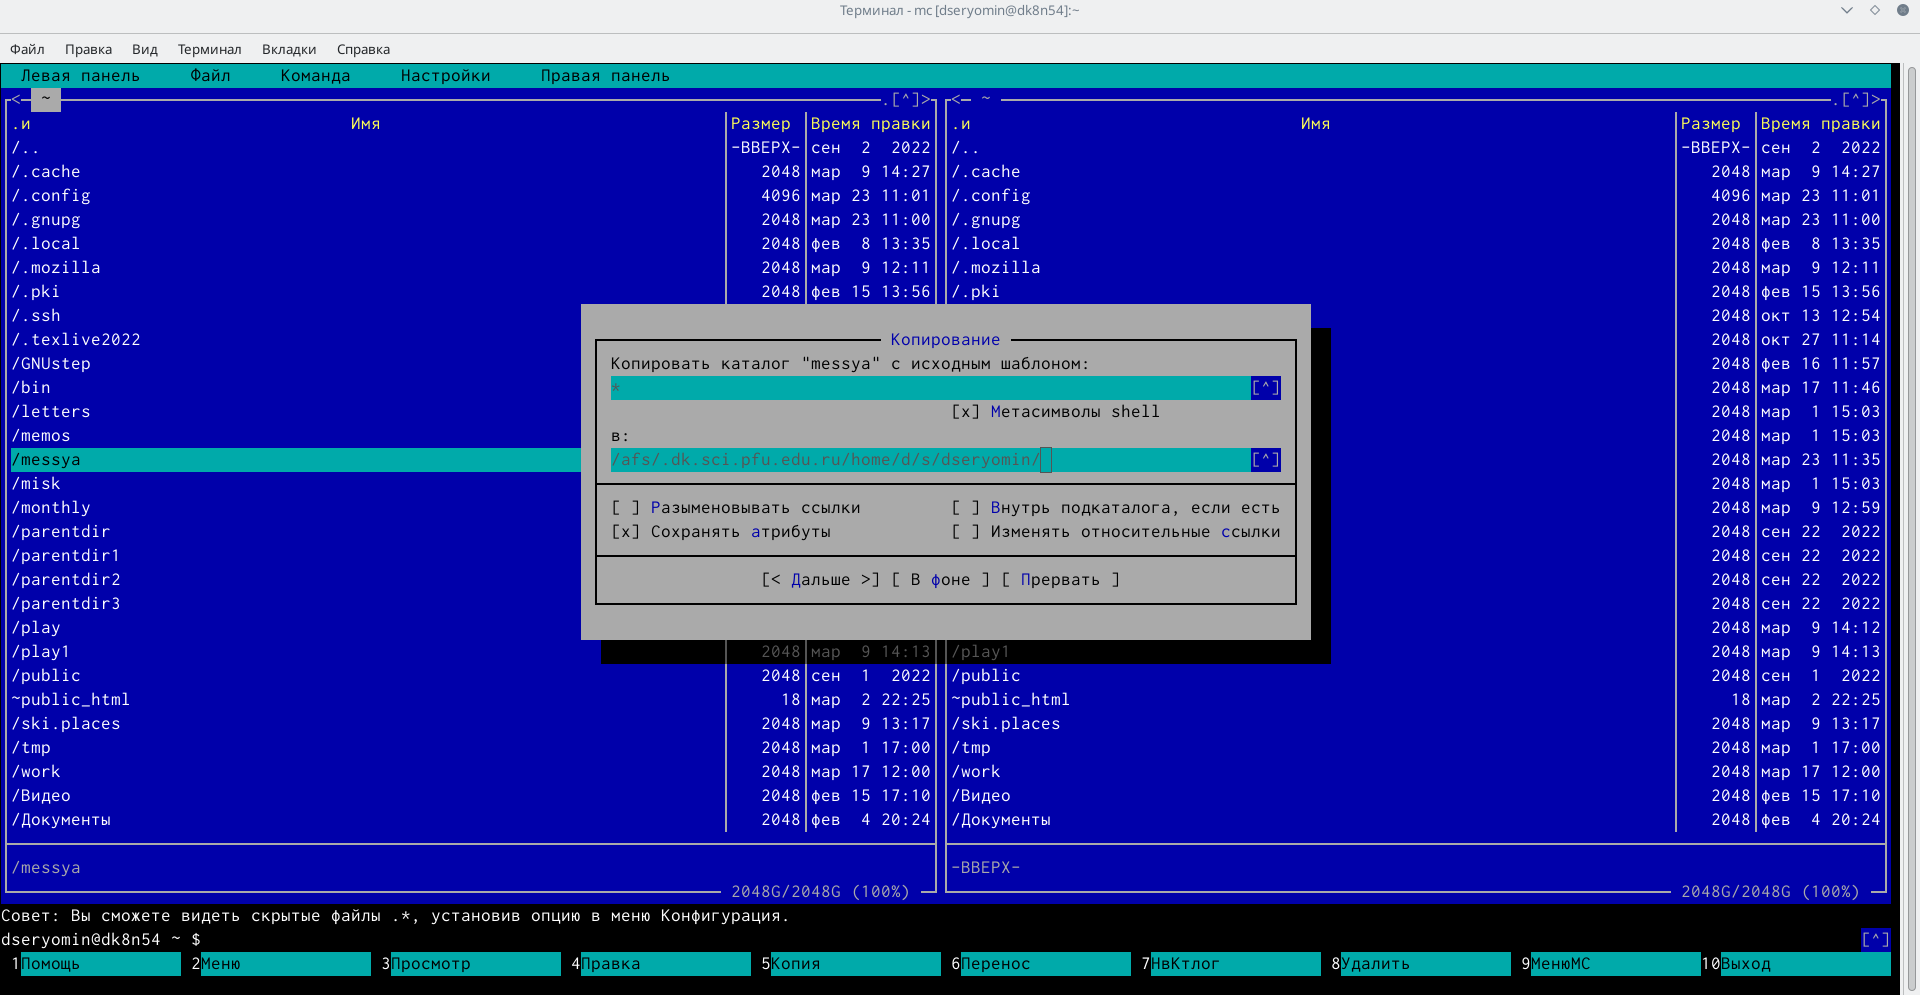 Терминал - mc [dseryomin@dk8n54]:~
Файл Правка Вид Терминал Вкладки Справка
Левая панель Файл Команда Настройки Правая панель
<─ ~ .[^]> <─ ~ .[^]>
.и Имя Размер Время правки .и Имя Размер Время правки
/.. -ВВЕРХ- сен 2 2022 /.. -ВВЕРХ- сен 2 2022
/.cache 2048 мар 9 14:27 /.cache 2048 мар 9 14:27
/.config 4096 мар 23 11:01 /.config 4096 мар 23 11:01
/.gnupg 2048 мар 23 11:00 /.gnupg 2048 мар 23 11:00
/.local 2048 фев 8 13:35 /.local 2048 фев 8 13:35
/.mozilla 2048 мар 9 12:11 /.mozilla 2048 мар 9 12:11
/.pki 2048 фев 15 13:56 /.pki 2048 фев 15 13:56
/.ssh 2048 окт 13 12:54
/.texlive2022 Копирование 2048 окт 27 11:14
/GNUstep Копировать каталог "messya" с исходным шаблоном: 2048 фев 16 11:57
/bin * [^] 2048 мар 17 11:46
/letters [x] Метасимволы shell 2048 мар 1 15:03
/memos в: 2048 мар 1 15:03
/messya /afs/.dk.sci.pfu.edu.ru/home/d/s/dseryomin/ [^] 2048 мар 23 11:35
/misk 2048 мар 1 15:03
/monthly [ ] Разыменовывать ссылки [ ] Внутрь подкаталога, если есть 2048 мар 9 12:59
/parentdir [x] Сохранять атрибуты [ ] Изменять относительные ссылки 2048 сен 22 2022
/parentdir1 2048 сен 22 2022
/parentdir2 [< Дальше >] [ В фоне ] [ Прервать ] 2048 сен 22 2022
/parentdir3 2048 сен 22 2022
/play 2048 мар 9 14:12
/play1 2048 мар 9 14:13 /play1 2048 мар 9 14:13
/public 2048 сен 1 2022 /public 2048 сен 1 2022
~public_html 18 мар 2 22:25 ~public_html 18 мар 2 22:25
/ski.places 2048 мар 9 13:17 /ski.places 2048 мар 9 13:17
/tmp 2048 мар 1 17:00 /tmp 2048 мар 1 17:00
/work 2048 мар 17 12:00 /work 2048 мар 17 12:00
/Видео 2048 фев 15 17:10 /Видео 2048 фев 15 17:10
/Документы 2048 фев 4 20:24 /Документы 2048 фев 4 20:24
/messya -ВВЕРХ-
2048G/2048G (100%) 2048G/2048G (100%)
Совет: Вы сможете видеть скрытые файлы .*, установив опцию в меню Конфигурация.
dseryomin@dk8n54 ~ $ [^]
1Помощь 2Меню 3Просмотр 4Правка 5Копия 6Перенос 7НвКтлог 8Удалить 9МенюMC 10Выход